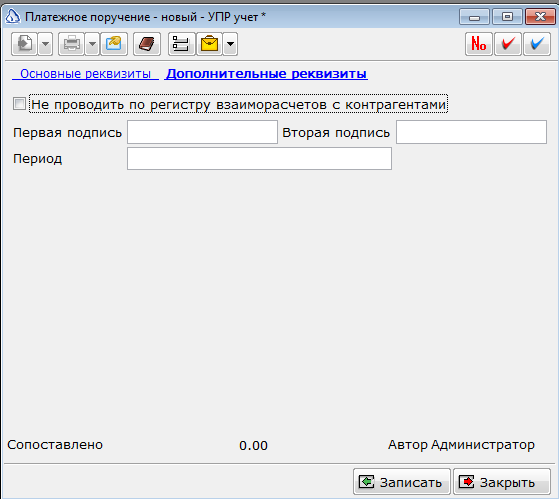 Платежное поручение - новый - УПР учет *
№
Основные реквизиты Дополнительные реквизиты
Не проводить по регистру взаиморасчетов с контрагентами
Первая подпись Вторая подпись
Период
Сопоставлено 0.00 Автор Администратор
Записать Закрыть